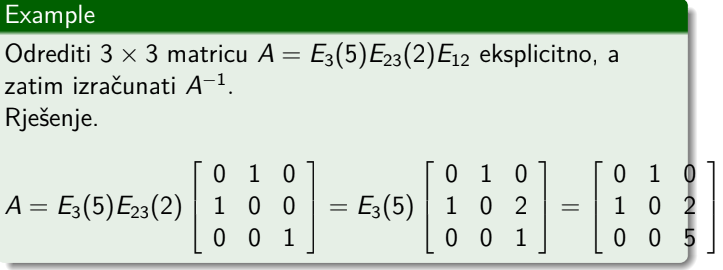 Example
Odrediti 3 × 3 matricu A = E₃(5)E₂₃(2)E₁₂ eksplicitno, a
zatim izračunati A⁻¹.
Rješenje.
A = E₃(5)E₂₃(2) [ 0 1 0 ; 1 0 0 ; 0 0 1 ] = E₃(5) [ 0 1 0 ; 1 0 2 ; 0 0 1 ] = [ 0 1 0 ; 1 0 2 ; 0 0 5 ]